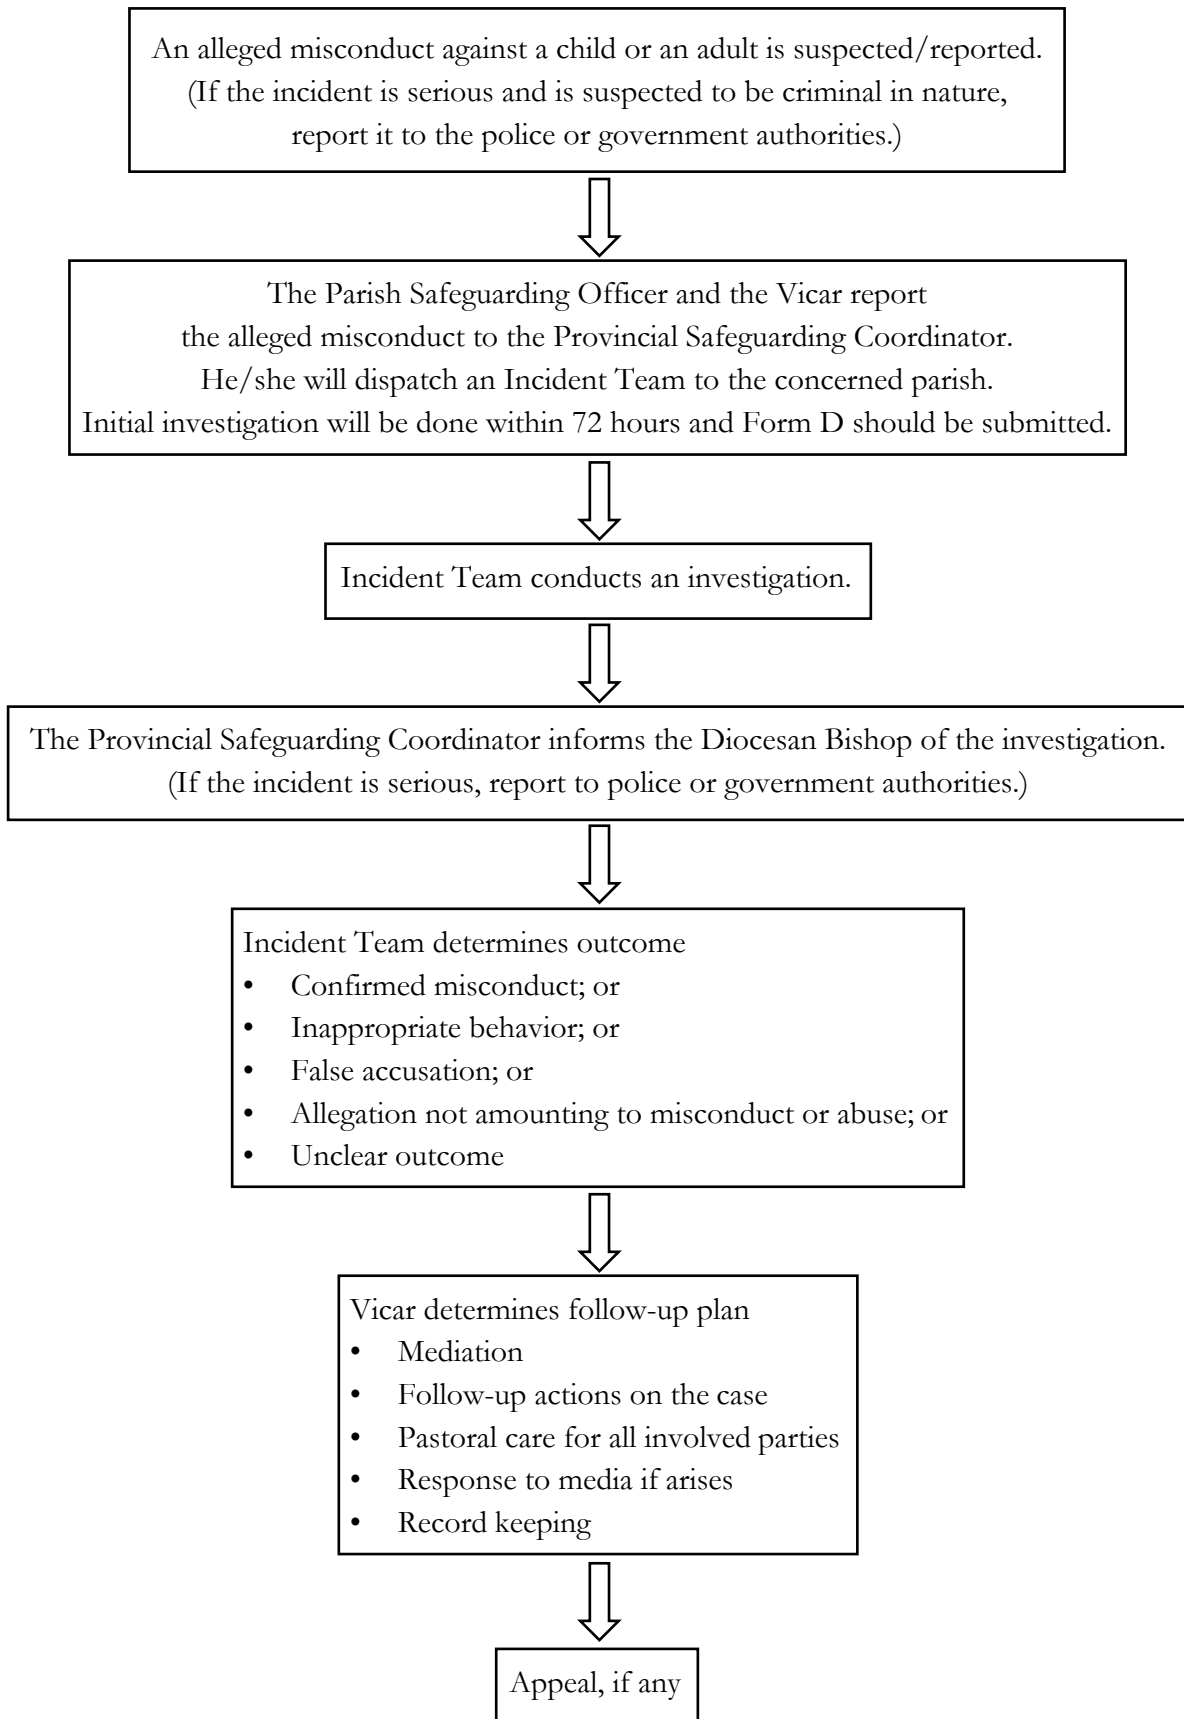 An alleged misconduct against a child or an adult is suspected/reported.
(If the incident is serious and is suspected to be criminal in nature,
report it to the police or government authorities.)
The Parish Safeguarding Officer and the Vicar report
the alleged misconduct to the Provincial Safeguarding Coordinator.
He/she will dispatch an Incident Team to the concerned parish.
Initial investigation will be done within 72 hours and Form D should be submitted.
Incident Team conducts an investigation.
The Provincial Safeguarding Coordinator informs the Diocesan Bishop of the investigation.
(If the incident is serious, report to police or government authorities.)
Incident Team determines outcome
• Confirmed misconduct; or
• Inappropriate behavior; or
• False accusation; or
• Allegation not amounting to misconduct or abuse; or
• Unclear outcome
Vicar determines follow-up plan
• Mediation
• Follow-up actions on the case
• Pastoral care for all involved parties
• Response to media if arises
• Record keeping
Appeal, if any